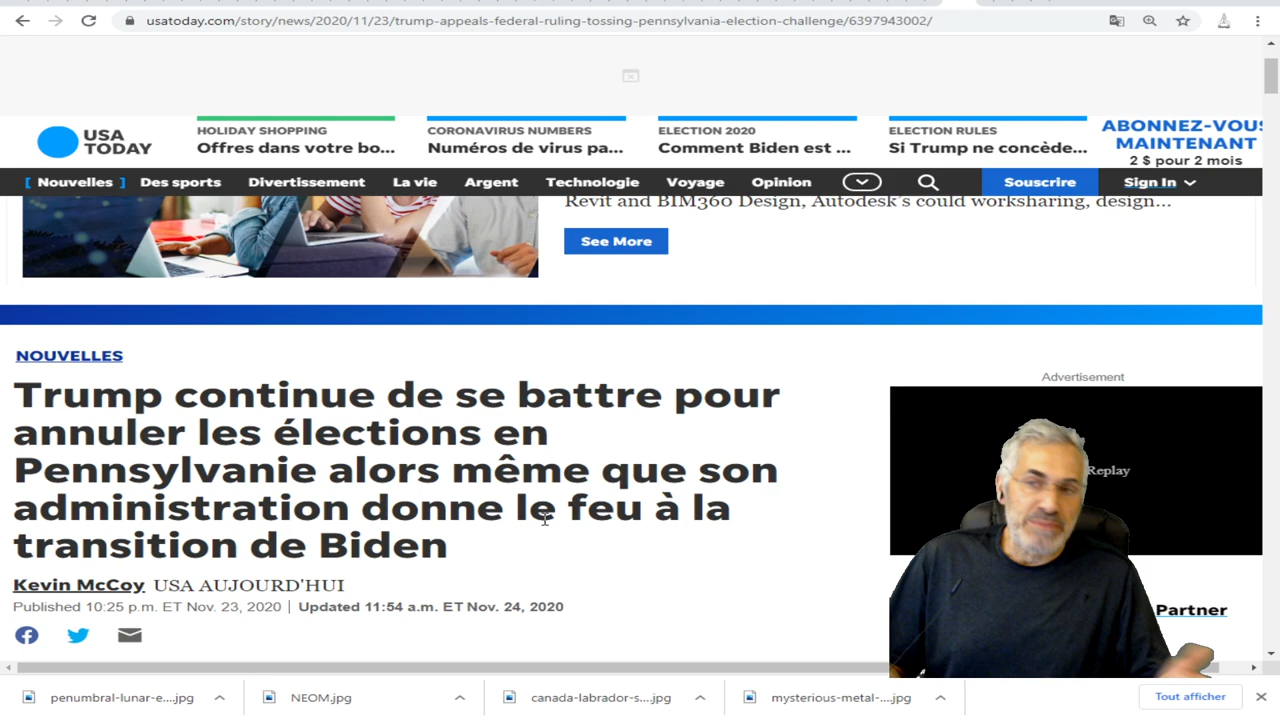 usatoday.com/story/news/2020/11/23/trump-appeals-federal-ruling-tossing-pennsylvania-election-challenge/6397943002/
USA
TODAY
HOLIDAY SHOPPING
Offres dans votre bo...
CORONAVIRUS NUMBERS
Numéros de virus pa...
ELECTION 2020
Comment Biden est ...
ELECTION RULES
Si Trump ne concède...
ABONNEZ-VOUS
MAINTENANT
2 $ pour 2 mois
[ Nouvelles ] Des sports Divertissement La vie Argent Technologie Voyage Opinion Souscrire Sign In
Revit and BIM360 Design, Autodesk's could worksharing, design...
See More
NOUVELLES
Trump continue de se battre pour
annuler les élections en
Pennsylvanie alors même que son
administration donne le feu à la
transition de Biden
Kevin McCoy USA AUJOURD'HUI
Published 10:25 p.m. ET Nov. 23, 2020 | Updated 11:54 a.m. ET Nov. 24, 2020
Advertisement
Replay
Partner
penumbral-lunar-e....jpg NEOM.jpg canada-labrador-s....jpg mysterious-metal-....jpg Tout afficher